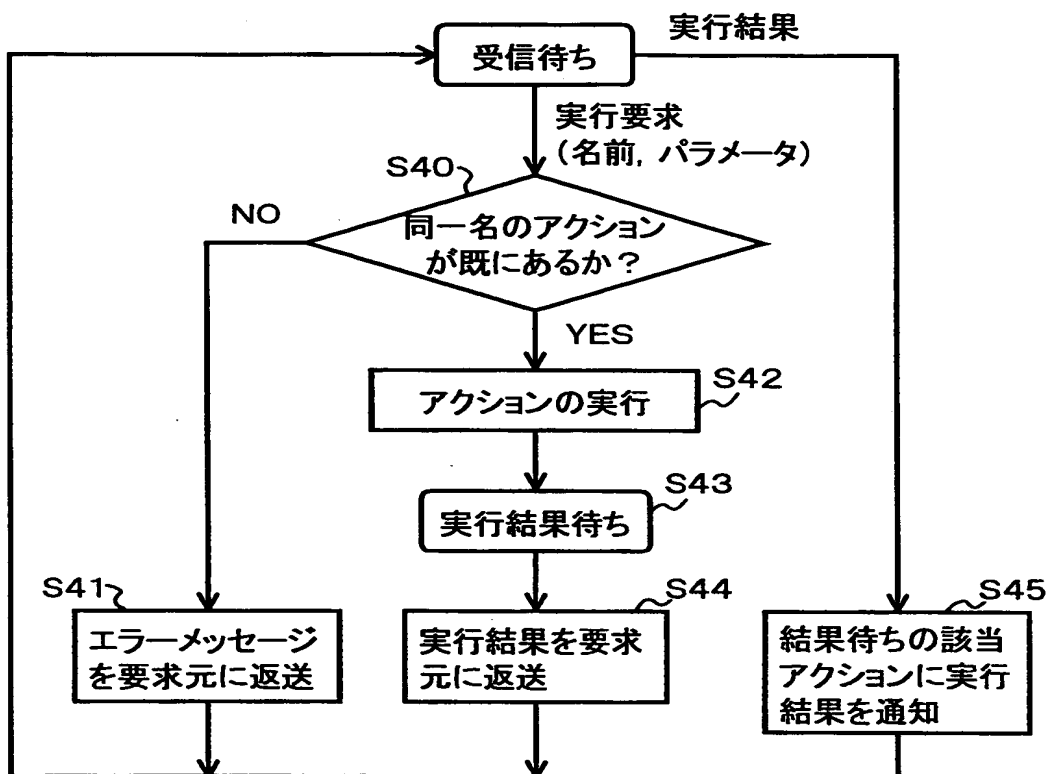 受信待ち
実行結果
実行要求
(名前, パラメータ)
S40
NO
同一名のアクション
が既にあるか？
YES
S42
アクションの実行
S43
実行結果待ち
S41
エラーメッセージ
を要求元に返送
S44
実行結果を要求
元に返送
S45
結果待ちの該当
アクションに実行
結果を通知